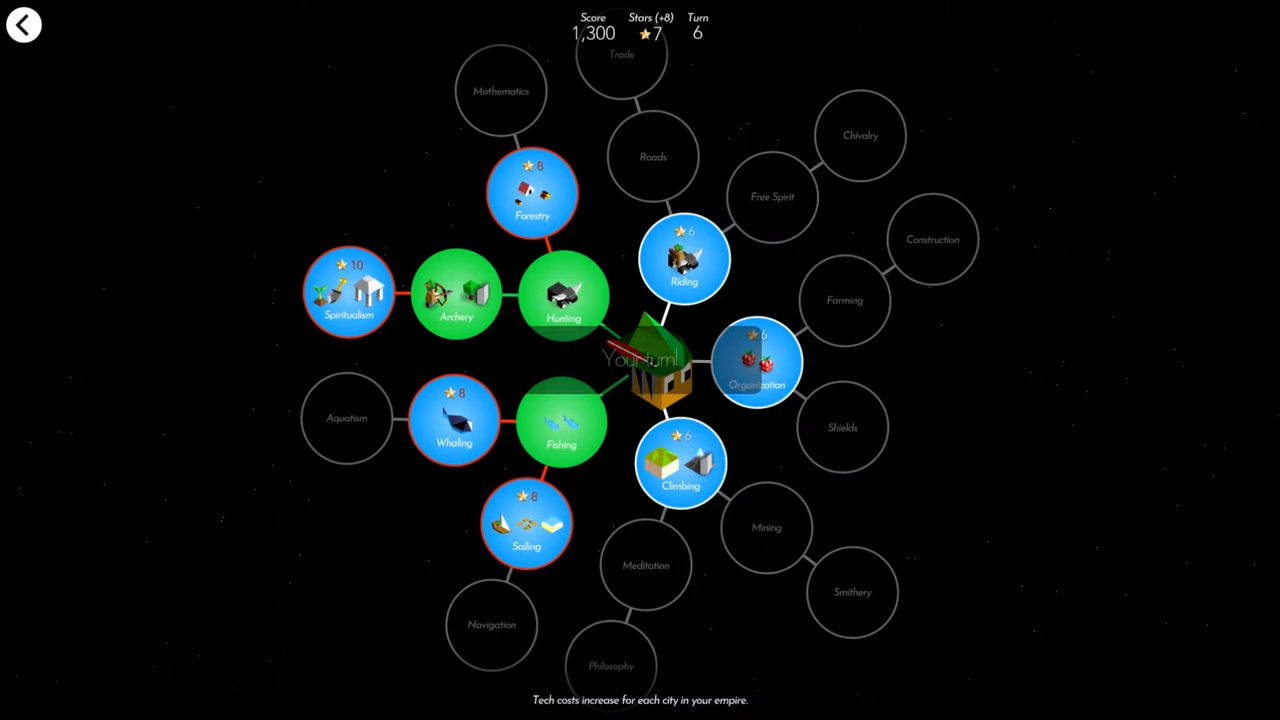 Score
Stars (+8)
Turn
1,300
7
6
Trade
Mathematics
Chivalry
Roads
8
Forestry
Free Spirit
6
Riding
Construction
10
Spiritualism
Archery
Hunting
Farming
Your turn!
6
Organization
8
Whaling
Aquatism
Fishing
Shields
6
Climbing
8
Sailing
Mining
Meditation
Smithery
Navigation
Philosophy
Tech costs increase for each city in your empire.